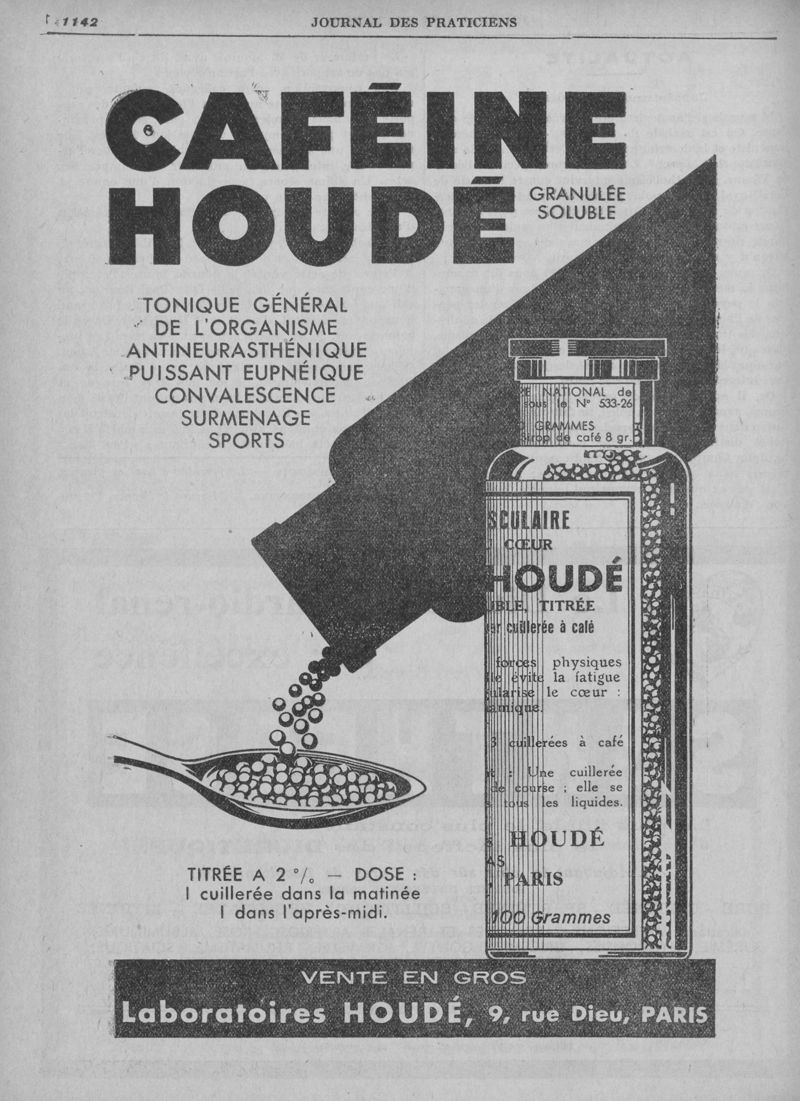 1142
JOURNAL DES PRATICIENS
CAFÉINE
HOUDÉ
GRANULÉE
SOLUBLE
TONIQUE GÉNÉRAL
DE L'ORGANISME
ANTINEURASTHÉNIQUE
PUISSANT EUPNÉIQUE
CONVALESCENCE
SURMENAGE
SPORTS
NATIONAL de
sous le N° 533-26
GRAMMES
Sirop de café 8 gr.
SCULAIRE
CŒUR
HOUDÉ
UBLE, TITRÉE
cuillerée à café
forces physiques
évite la fatigue
ularise le cœur :
amique.
3 cuillerées à café
: Une cuillerée
de course ; elle se
tous les liquides.
HOUDÉ
AS
PARIS
100 Grammes
TITRÉE A 2 °/₀ — DOSE :
1 cuillerée dans la matinée
1 dans l'après-midi.
VENTE EN GROS
Laboratoires HOUDÉ, 9, rue Dieu, PARIS